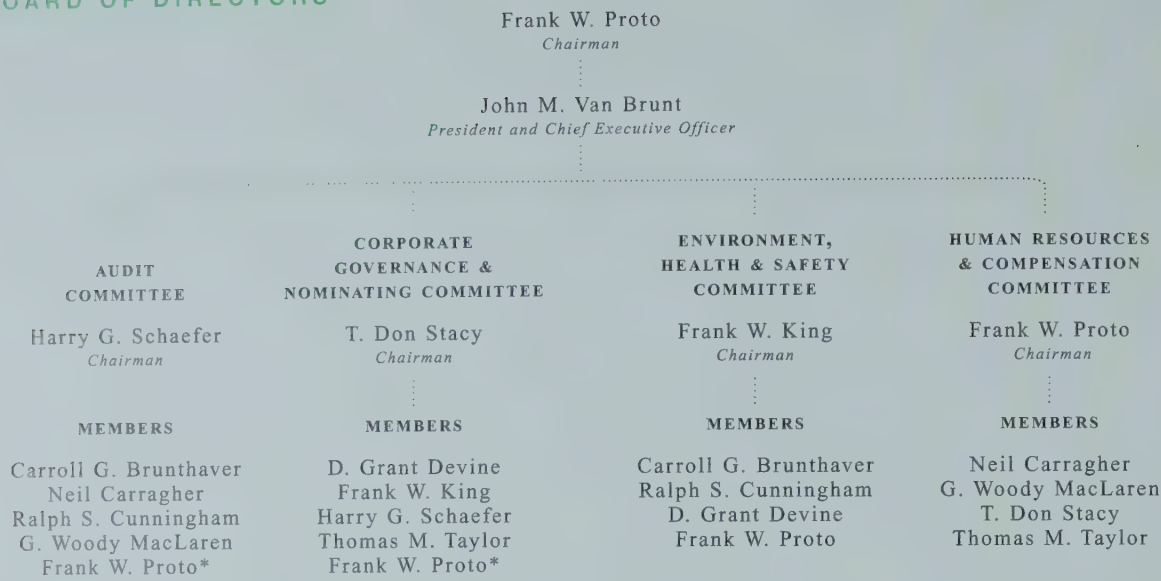 BOARD OF DIRECTORS
Frank W. Proto
Chairman
John M. Van Brunt
President and Chief Executive Officer
AUDIT
COMMITTEE
Harry G. Schaefer
Chairman
MEMBERS
Carroll G. Brunthaver
Neil Carragher
Ralph S. Cunningham
G. Woody MacLaren
Frank W. Proto*
CORPORATE
GOVERNANCE &
NOMINATING COMMITTEE
T. Don Stacy
Chairman
MEMBERS
D. Grant Devine
Frank W. King
Harry G. Schaefer
Thomas M. Taylor
Frank W. Proto*
ENVIRONMENT,
HEALTH & SAFETY
COMMITTEE
Frank W. King
Chairman
MEMBERS
Carroll G. Brunthaver
Ralph S. Cunningham
D. Grant Devine
Frank W. Proto
HUMAN RESOURCES
& COMPENSATION
COMMITTEE
Frank W. Proto
Chairman
MEMBERS
Neil Carragher
G. Woody MacLaren
T. Don Stacy
Thomas M. Taylor